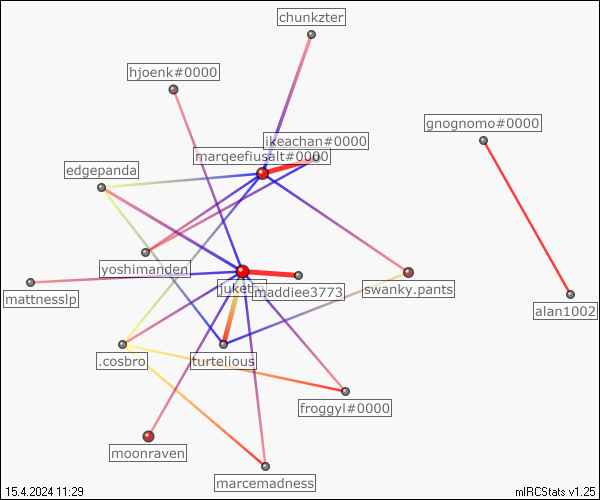 chunkzter
hjoenk#0000
gnognomo#0000
ikeachan#0000
marqeefiusalt#0000
edgepanda
yoshimanden
swanky.pants
maddiee3773
mattnesslp
alan1002
.cosbro
turtelious
froggyl#0000
moonraven
marcemadness
15.4.2024 11:29
mIRCStats v1.25